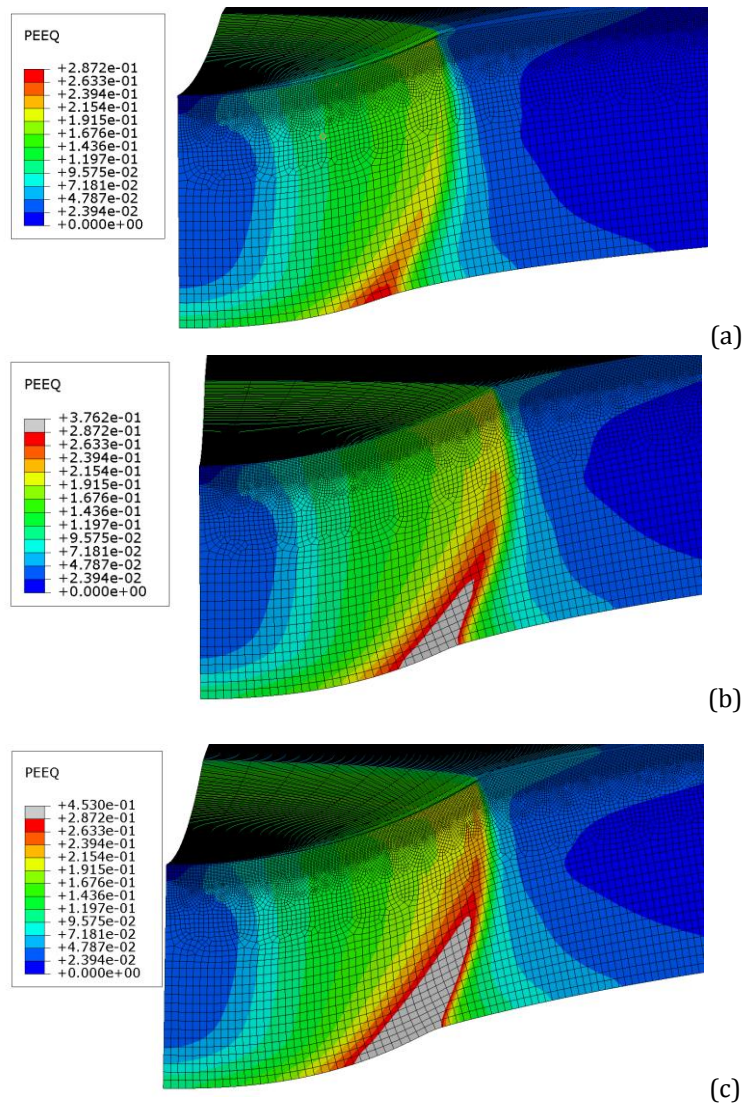 PEEQ
+2.872e-01
+2.633e-01
+2.394e-01
+2.154e-01
+1.915e-01
+1.676e-01
+1.436e-01
+1.197e-01
+9.575e-02
+7.181e-02
+4.787e-02
+2.394e-02
+0.000e+00
(a)
PEEQ
+3.762e-01
+2.872e-01
+2.633e-01
+2.394e-01
+2.154e-01
+1.915e-01
+1.676e-01
+1.436e-01
+1.197e-01
+9.575e-02
+7.181e-02
+4.787e-02
+2.394e-02
+0.000e+00
(b)
PEEQ
+4.530e-01
+2.872e-01
+2.633e-01
+2.394e-01
+2.154e-01
+1.915e-01
+1.676e-01
+1.436e-01
+1.197e-01
+9.575e-02
+7.181e-02
+4.787e-02
+2.394e-02
+0.000e+00
(c)